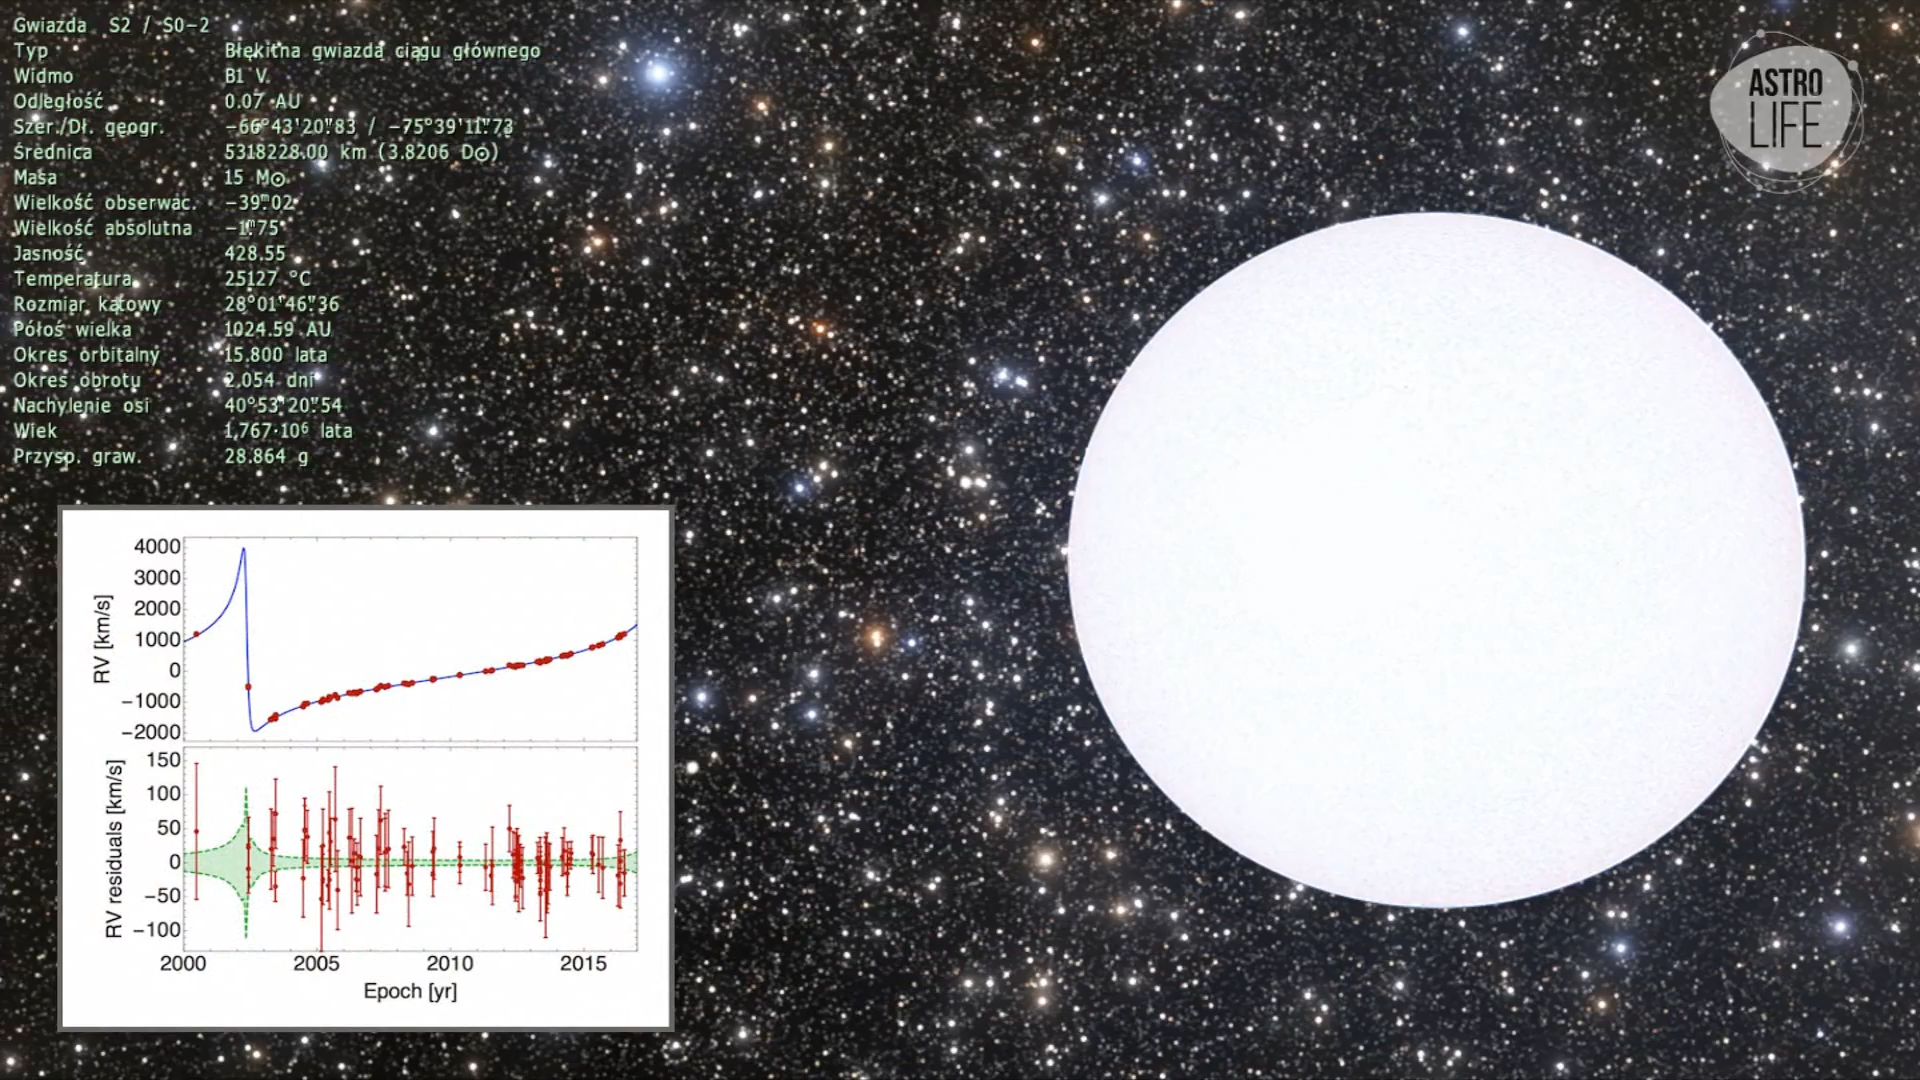 Gwiazda S2 / S0-2
Typ Błękitna gwiazda ciągu głównego
Widmo B1 V
Odległość 0.07 AU
Szer./Dł. geogr. -66°43'20"83 / -75°39'11"73
Średnica 5318228.00 km (3.8206 D☉)
Masa 15 M☉
Wielkość obserwac. -39ᵐ02
Wielkość absolutna -1ᵐ75
Jasność 428.55
Temperatura 25127 °C
Rozmiar kątowy 28°01'46"36
Półoś wielka 1024.59 AU
Okres orbitalny 15.800 lata
Okres obrotu 2.054 dni
Nachylenie osi 40°53'20"54
Wiek 1,767·10⁶ lata
Przysp. graw. 28.864 g
ASTRO
LIFE
RV [km/s]
4000
3000
2000
1000
0
−1000
−2000
RV residuals [km/s]
150
100
50
0
−50
−100
2000 2005 2010 2015
Epoch [yr]